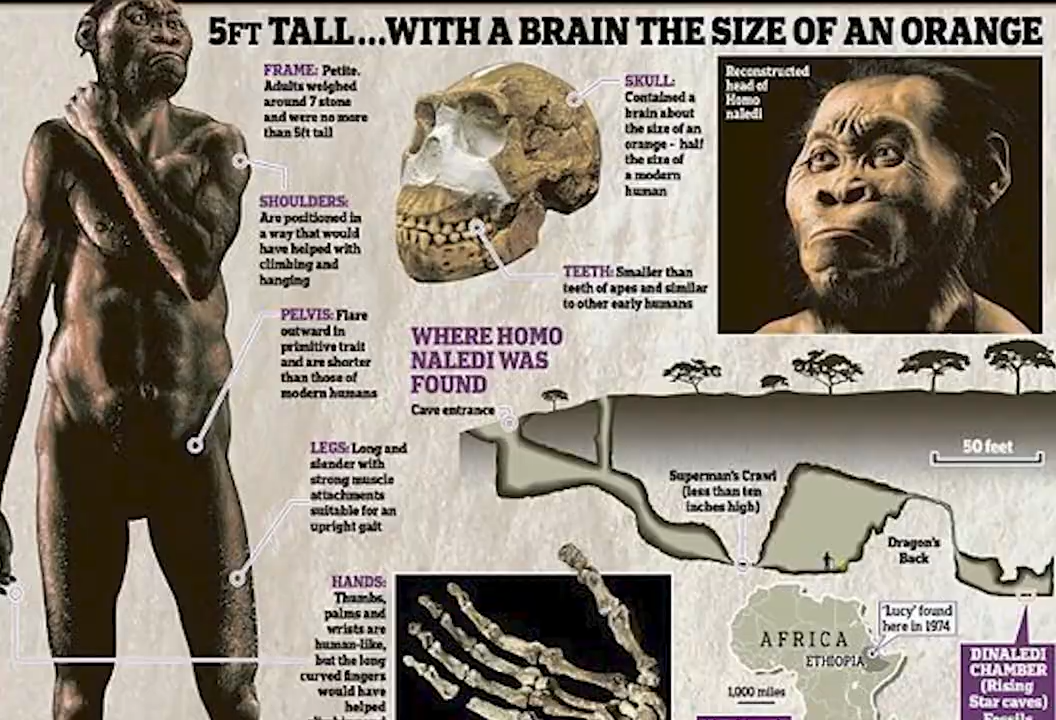 5FT TALL...WITH A BRAIN THE SIZE OF AN ORANGE
FRAME: Petite.
Adults weighed
around 7 stone
and were no more
than 5ft tall
SHOULDERS:
Are positioned in
a way that would
have helped with
climbing and
hanging
PELVIS: Flare
outward in
primitive trait
and are shorter
than those of
modern humans
LEGS: Long and
slender with
strong muscle
attachments
suitable for an
upright gait
HANDS:
Thumbs,
palms and
wrists are
human-like,
but the long
curved fingers
would have
helped
SKULL:
Contained a
brain about
the size of an
orange - half
the size of
a modern
human
TEETH: Smaller than
teeth of apes and similar
to other early humans
Reconstructed
head of
Homo
naledi
WHERE HOMO
NALEDI WAS
FOUND
Cave entrance
50 feet
Superman's Crawl
(less than ten
inches high)
Dragon's
Back
'Lucy' found
here in 1974
AFRICA
ETHIOPIA
1,000 miles
DINALEDI
CHAMBER
(Rising
Star caves)
Fossils